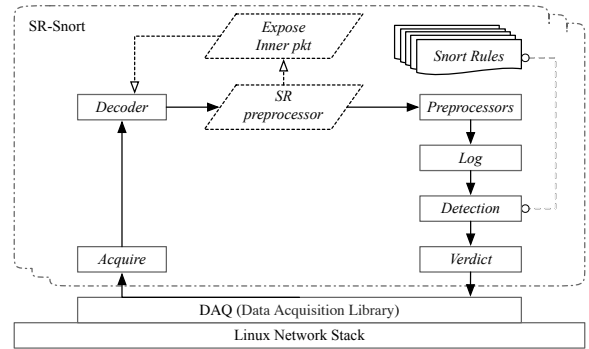 SR-Snort
Expose
Inner pkt
Snort Rules
Decoder
SR
preprocessor
Preprocessors
Log
Detection
Acquire
Verdict
DAQ (Data Acquisition Library)
Linux Network Stack